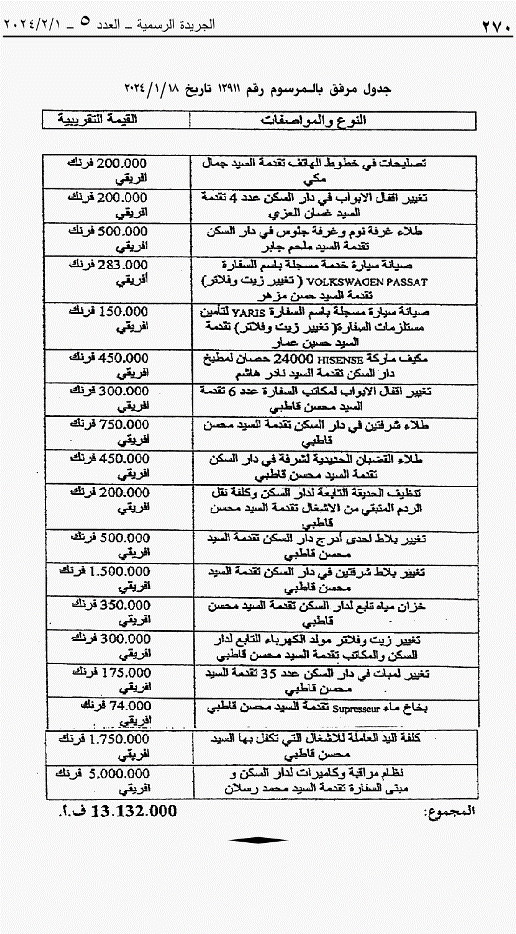 ٢٧٠
الجريدة الرسمية ــ العدد ٥ ــ ٢٠٢٤/٢/١
جدول مرفق بالمرسوم رقم ١٢٩١١ تاريخ ٢٠٢٤/١/١٨
النوع والمواصفات
القيمة التقريبية
تصليحات في خطوط الهاتف تقدمة السيد جمال
مكي
200.000 فرنك
افريقي
تغيير اقفال الابواب في دار السكن عدد 4 تقدمة
السيد غسان العزي
200.000 فرنك
افريقي
طلاء غرفة نوم وغرفة جلوس في دار السكن
تقدمة السيد ملحم جابر
500.000 فرنك
افريقي
صيانة سيارة خدمة مسجلة باسم السفارة
VOLKSWAGEN PASSAT ( تغيير زيت وفلاتر)
تقدمة السيد حسن مزهر
283.000 فرنك
أفريقي
صيانة سيارة مسجلة باسم السفارة YARIS لتأمين
مستلزمات السفارة( تغيير زيت وفلاتر) تقدمة
السيد حسين عمار
150.000 فرنك
افريقي
مكيف ماركة HISENSE 24000 حصان لمطبخ
دار السكن تقدمة السيد نادر هاشم
450.000 فرنك
افريقي
تغيير اقفال الابواب لمكاتب السفارة عدد 6 تقدمة
السيد محسن قاطبي
300.000 فرنك
افريقي
طلاء شرفتين في دار السكن تقدمة السيد محسن
قاطبي
750.000 فرنك
افريقي
طلاء القضبان الحديدية لشرفة في دار السكن
تقدمة السيد محسن قاطبي
450.000 فرنك
افريقي
تنظيف الحديقة التابعة لدار السكن وكلفة نقل
الردم المتبقي من الاشغال تقدمة السيد محسن
قاطبي
200.000 فرنك
افريقي
تغيير بلاط لحدى أدرج دار السكن تقدمة السيد
محسن قاطبي
500.000 فرنك
افريقي
تغيير بلاط شرفتين في دار السكن تقدمة السيد
محسن قاطبي
1.500.000 فرنك
افريقي
خزان مياه تابع لدار السكن تقدمة السيد محسن
قاطبي
350.000 فرنك
افريقي
تغيير زيت وفلاتر مولد الكهرباء التابع لدار
السكن والمكاتب تقدمة السيد محسن قاطبي
300.000 فرنك
افريقي
تغيير لمبات في دار السكن عدد 35 تقدمة السيد
محسن قاطبي
175.000 فرنك
افريقي
بخاخ ماء Supresseur تقدمة السيد محسن قاطبي
74.000 فرنك
افريقي
كلفة اليد العاملة للاشغال التي تكفل بها السيد
محسن قاطبي
1.750.000 فرنك
افريقي
نظام مراقبة وكاميرات لدار السكن و
مبنى السفارة تقدمة السيد محمد رسلان
5.000.000 فرنك
افريقي
المجموع:
13.132.000 ف.أ.